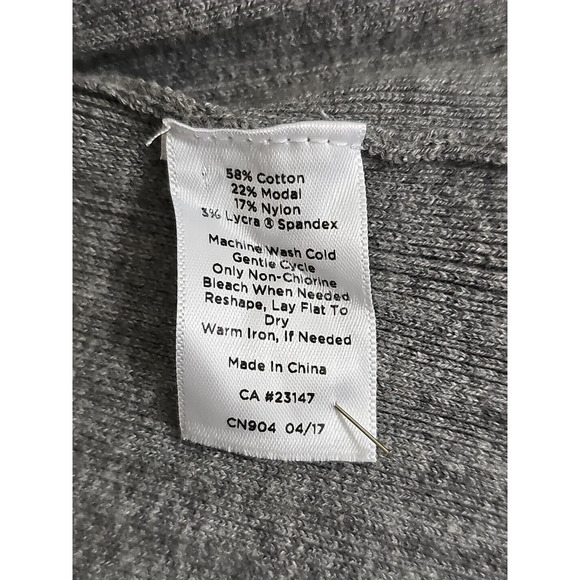 58% Cotton
22% Modal
17% Nylon
3% Lycra ® Spandex
Machine Wash Cold
Gentle Cycle
Only Non-Chlorine
Bleach When Needed
Reshape, Lay Flat To
Dry
Warm Iron, If Needed
Made In China
CA #23147
CN904 04/17